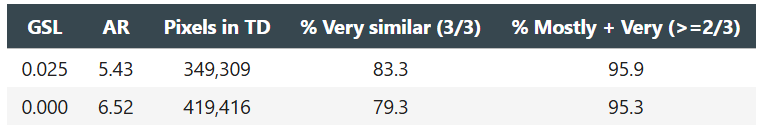 GSL AR Pixels in TD % Very similar (3/3) % Mostly + Very (>=2/3)
0.025 5.43 349,309 83.3 95.9
0.000 6.52 419,416 79.3 95.3